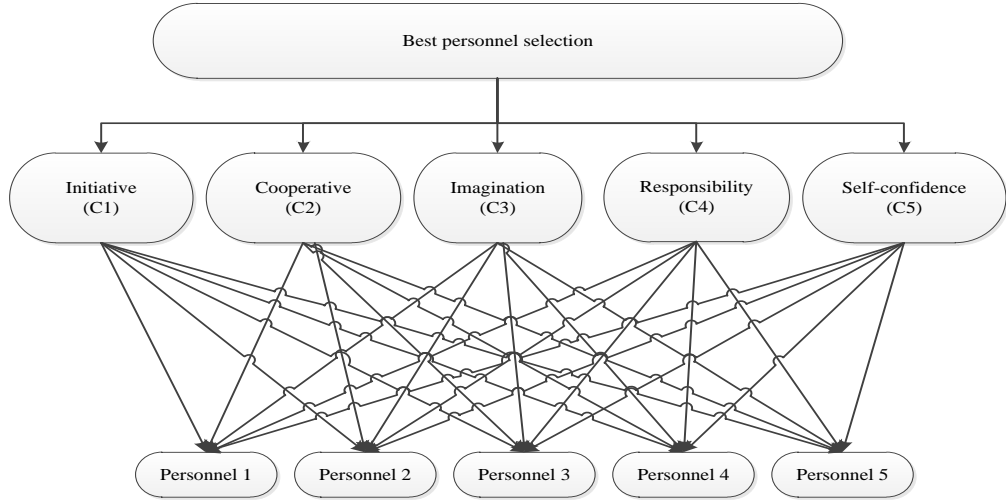 Best personnel selection
Initiative
(C1)
Cooperative
(C2)
Imagination
(C3)
Responsibility
(C4)
Self-confidence
(C5)
Personnel 1
Personnel 2
Personnel 3
Personnel 4
Personnel 5